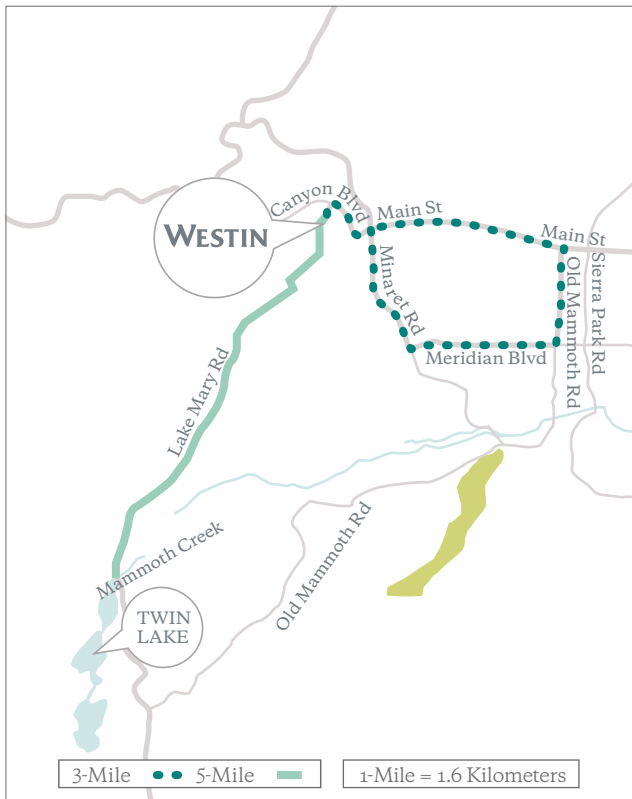 Canyon Blvd
Main St
Main St
WESTIN
Minaret Rd
Old Mammoth Rd
Sierra Park Rd
Meridian Blvd
Lake Mary Rd
Mammoth Creek
Old Mammoth Rd
TWIN
LAKE
3-Mile 5-Mile
1-Mile = 1.6 Kilometers